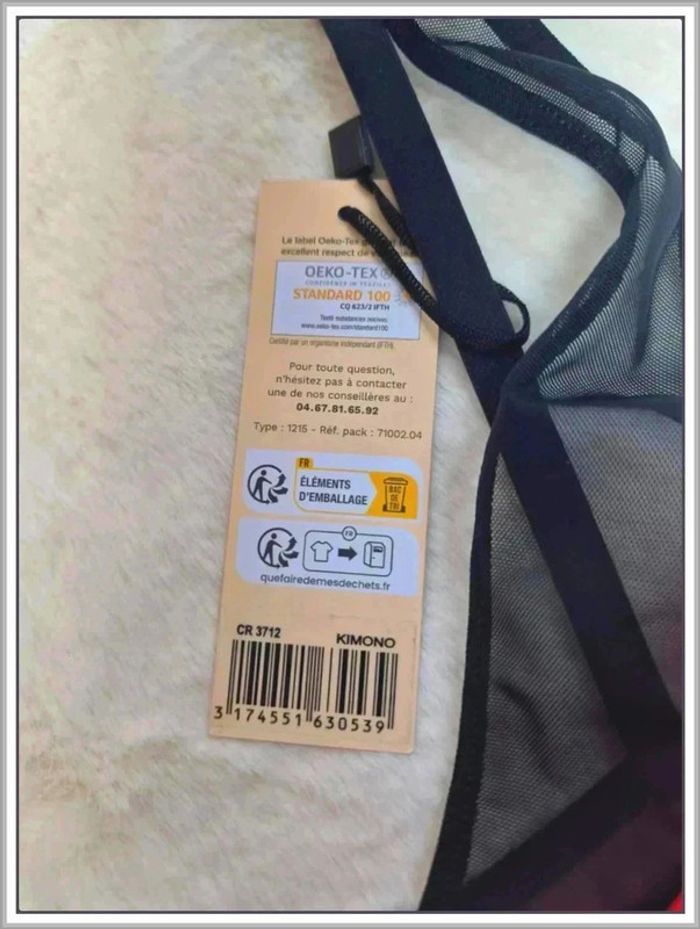 Le label Oeko-Tex
excellent respect de
OEKO-TEX®
CONFIDENCE IN TEXTILES
STANDARD 100
CQ 623/2 IFTH
Testé substances nocives.
www.oeko-tex.com/standard100
Certifié par un organisme indépendant (IFTH).
Pour toute question,
n'hésitez pas à contacter
une de nos conseillères au :
04.67.81.65.92
Type : 1215 - Réf. pack : 71002.04
FR
ÉLÉMENTS
D'EMBALLAGE
BAC
DE
TRI
FR
quefairedemesdechets.fr
CR 3712 KIMONO
3 174551 630539